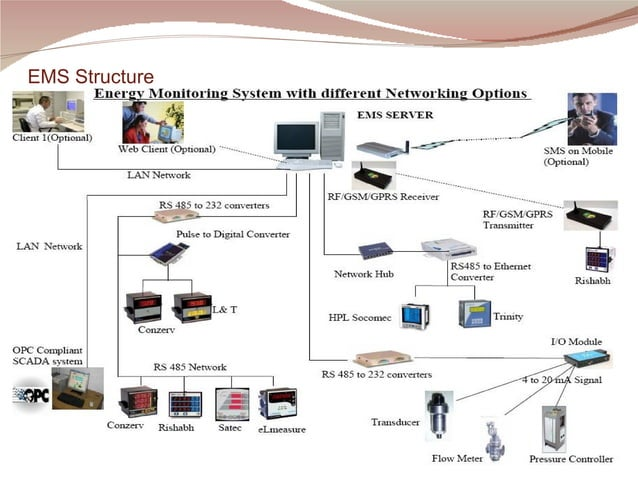 EMS Structure
Energy Monitoring System with different Networking Options
EMS SERVER
Client 1(Optional)
Web Client (Optional)
SMS on Mobile
(Optional)
LAN Network
RF/GSM/GPRS Receiver
RS 485 to 232 converters
RF/GSM/GPRS
Transmitter
Pulse to Digital Converter
LAN Network
Network Hub
RS485 to Ethernet
Converter
Rishabh
L& T
HPL Socomec
Trinity
Conzerv
I/O Module
OPC Compliant
SCADA system
RS 485 Network
RS 485 to 232 converters
4 to 20 mA Signal
OPC
Transducer
Conzerv
Rishabh
Satec
eLmeasure
Flow Meter
Pressure Controller